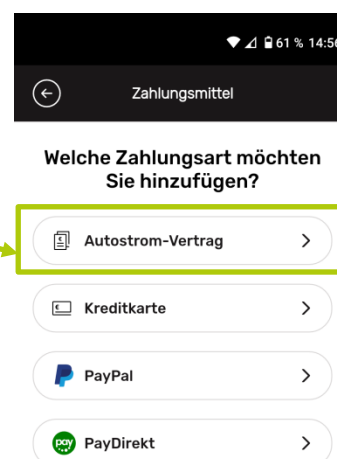 61 % 14:56
Zahlungsmittel
Welche Zahlungsart möchten
Sie hinzufügen?
Autostrom-Vertrag
Kreditkarte
PayPal
pay PayDirekt